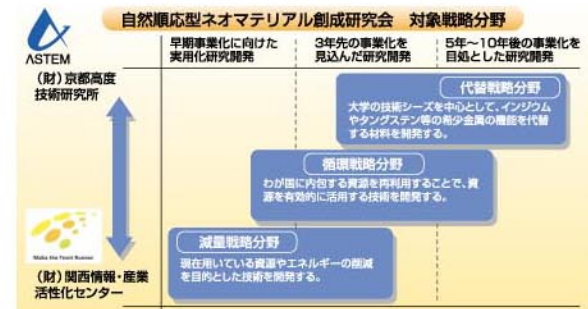 自然順応型ネオマテリアル創成研究会　対象戦略分野
ASTEM
(財)京都高度
技術研究所
早期事業化に向けた
実用化研究開発
3年先の事業化を
見込んだ研究開発
5年～10年後の事業化を
目処とした研究開発
代替戦略分野
大学の技術シーズを中心として、インジウム
やタングステン等の希少金属の機能を代替
する材料を開発する。
循環戦略分野
わが国に内包する資源を再利用することで、資
源を有効的に活用する技術を開発する。
減量戦略分野
現在用いている資源やエネルギーの削減
を目的とした技術を開発する。
Make the Front Runner
(財)関西情報・産業
活性化センター